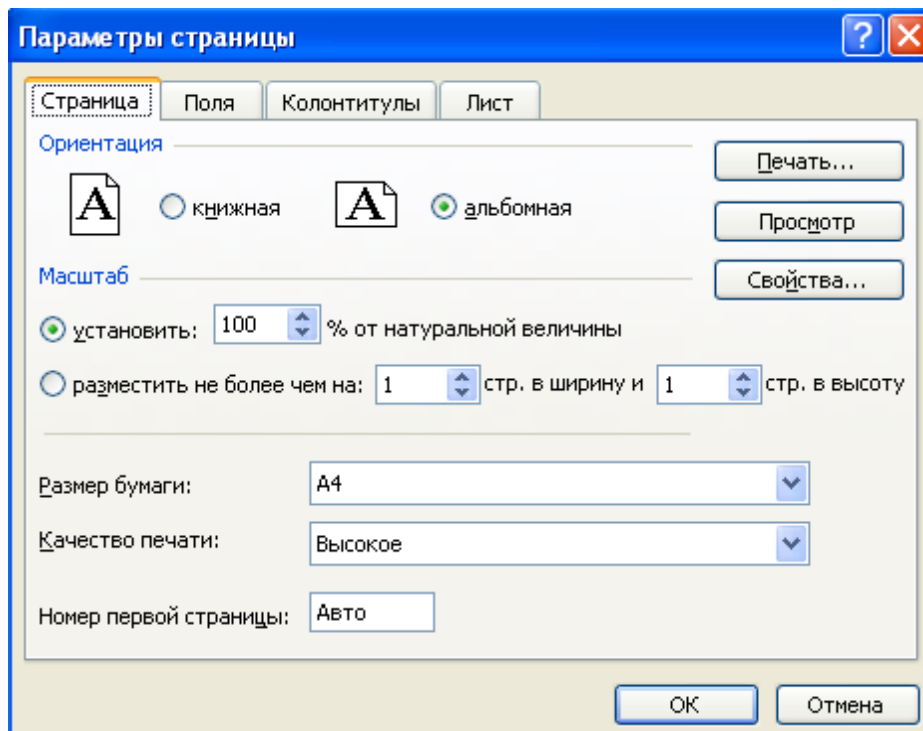 Параметры страницы
Страница Поля Колонтитулы Лист
Ориентация
A книжная A альбомная
Печать...
Просмотр
Свойства...
Масштаб
установить: 100 % от натуральной величины
разместить не более чем на: 1 стр. в ширину и 1 стр. в высоту
Размер бумаги: A4
Качество печати: Высокое
Номер первой страницы: Авто
ОК Отмена